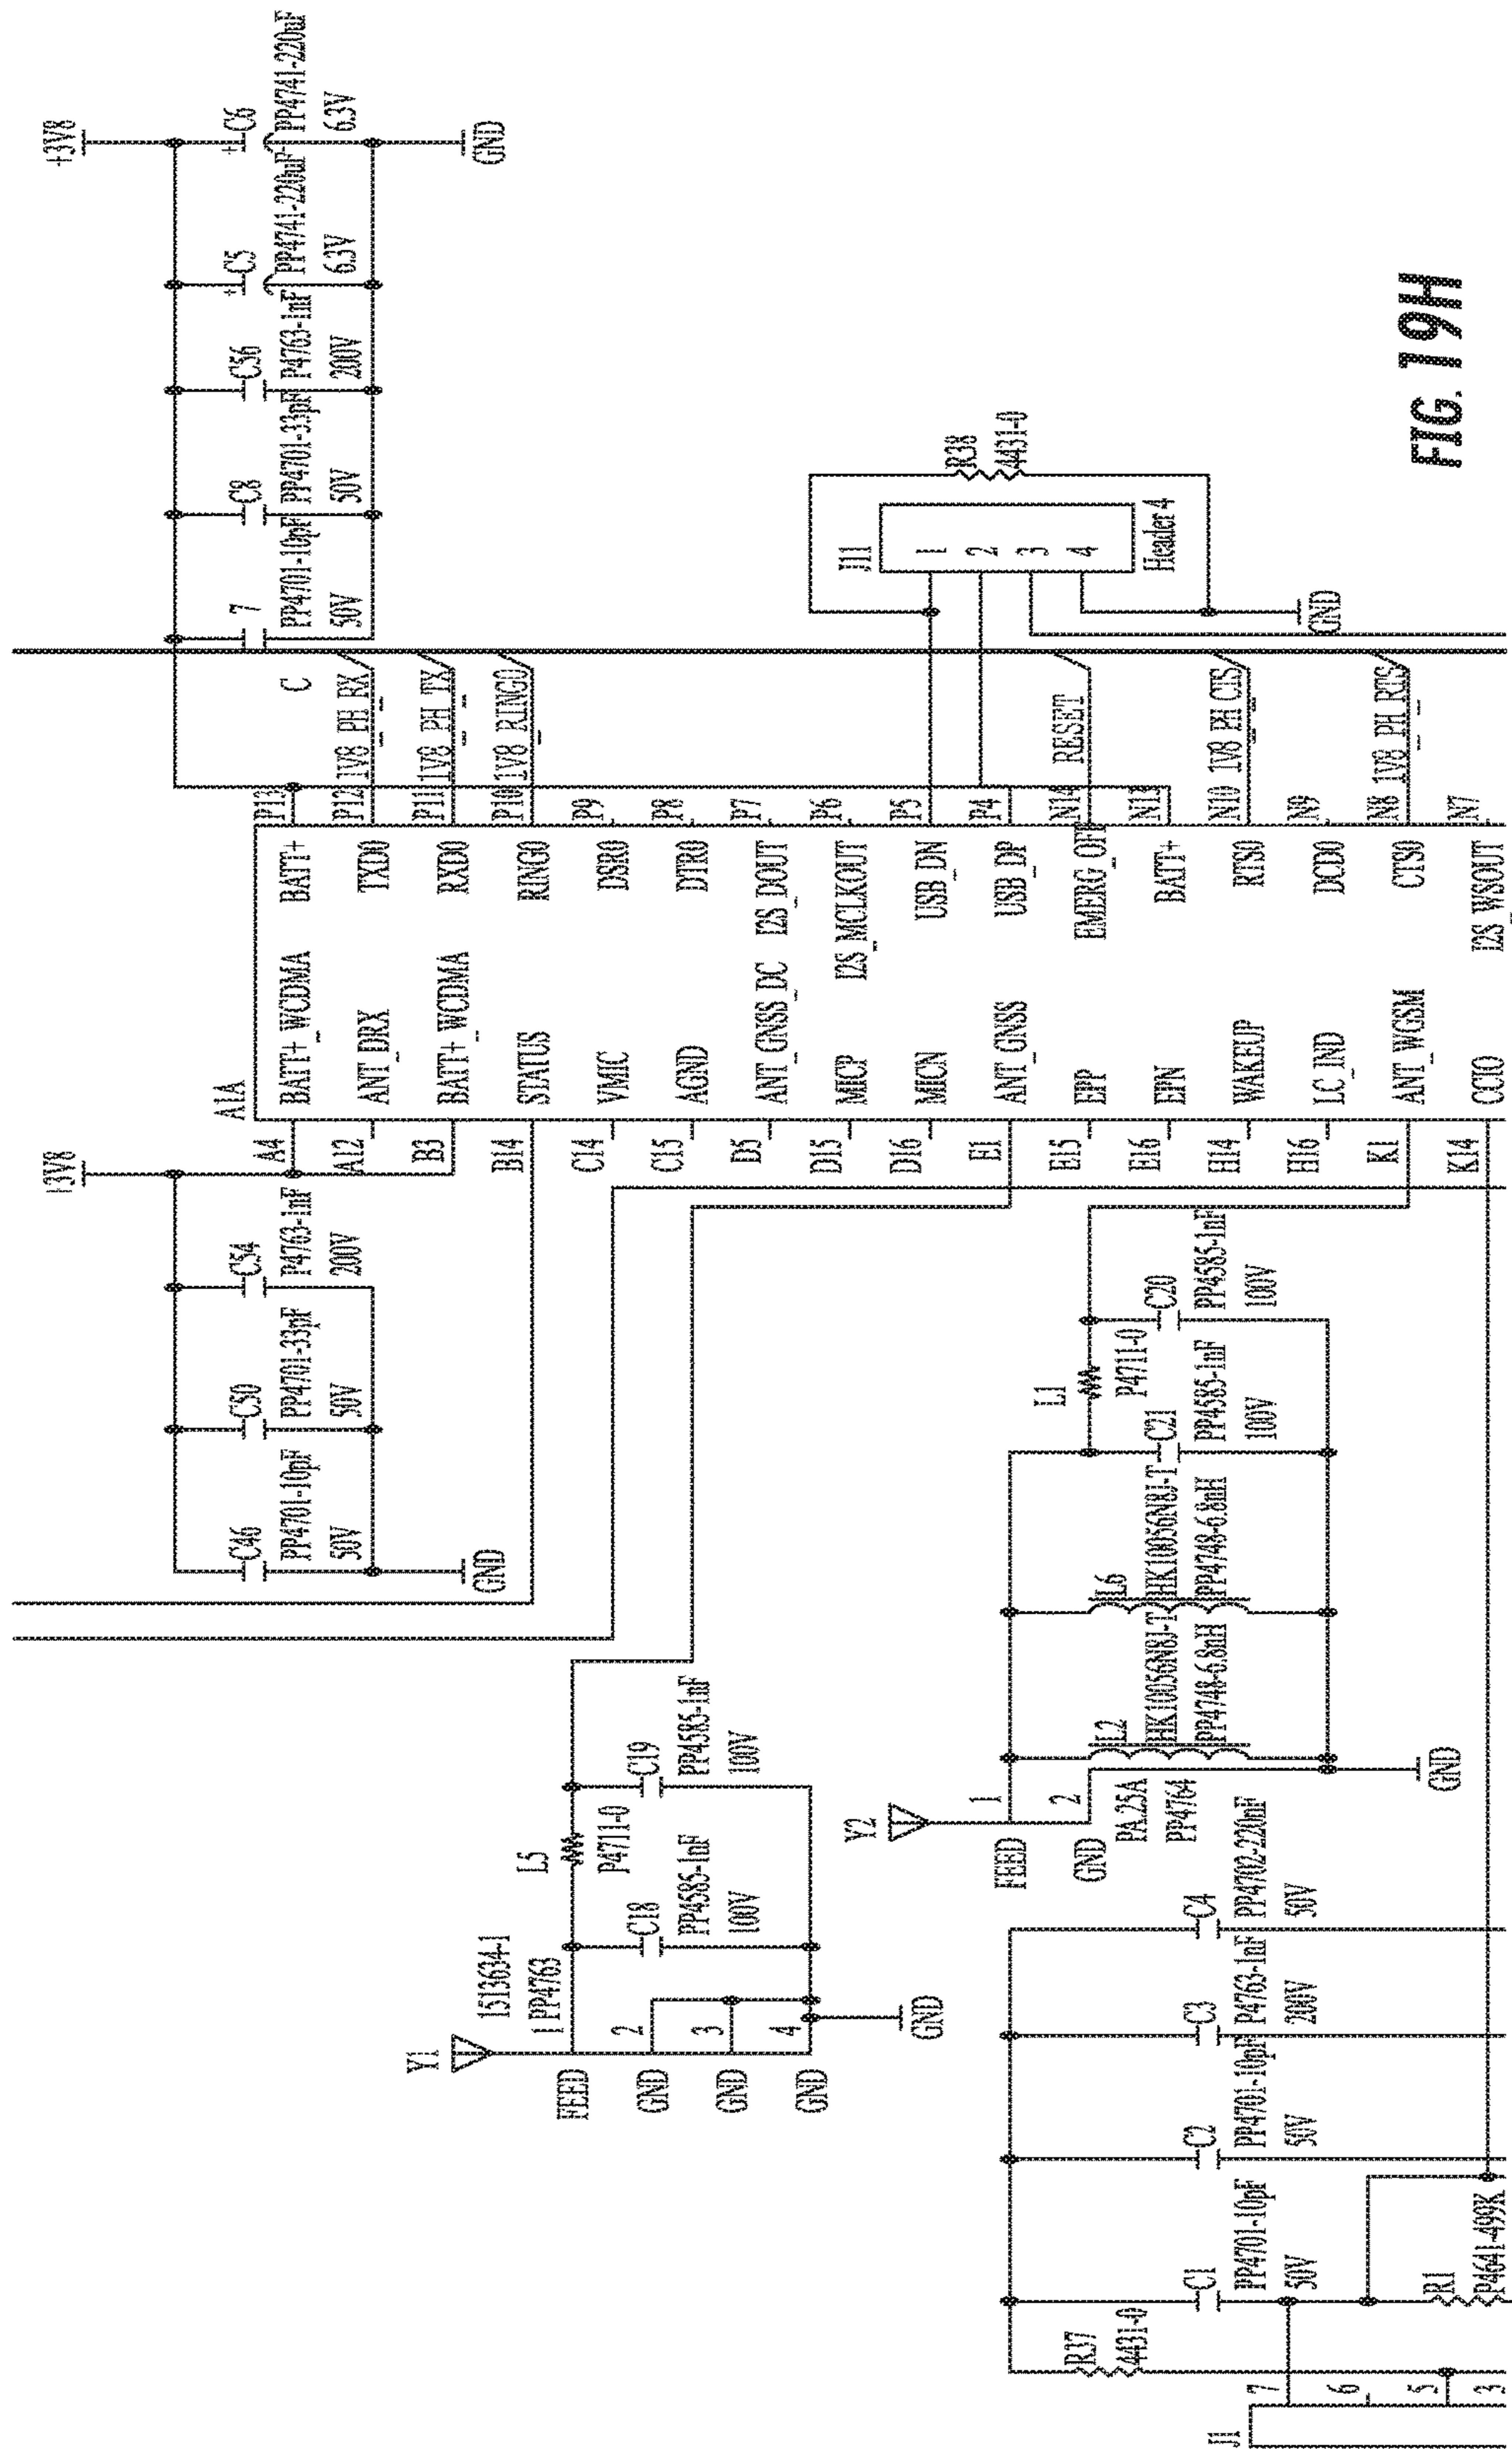 +3V8
C6
PP4741-220uF
6.3V
GND
C5
PP4741-220uF
6.3V
C56
P4763-1nF
200V
C8
PP4701-33pF
50V
7
PP4701-10pF
50V
C
FIG. 19H
J11
1
2
3
4
Header 4
R38
4431-0
GND
P13
P12 1V8_PH_RX
P11 1V8_PH_TX
P10 1V8_RING0
P9
P8
P7
P6
P5
P4
N14 RESET
N13
N10 1V8_PH_CTS
N9
N8 1V8_PH_RTS
N7
BATT+
TXD0
RXD0
RING0
DSR0
DTR0
I2S_DOUT
I2S_MCLKOUT
USB_DN
USB_DP
EMERG_OFF
BATT+
RTS0
DCD0
CTS0
I2S_WSOUT
A1A
BATT+_WCDMA
ANT_DRX
BATT+_WCDMA
STATUS
VMIC
AGND
ANT_GNSS_DC
MICP
MICN
ANT_GNSS
EPP
EPN
WAKEUP
LC_IND
ANT_WGSM
CCIO
A4
A12
B3
B14
C14
C15
D5
D15
D16
E1
E15
E16
H14
H16
K1
K14
+3V8
C54
P4763-1nF
200V
C50
PP4701-33pF
50V
C46
PP4701-10pF
50V
GND
L1
P4711-0
C20
PP4585-1nF
100V
C21
PP4585-1nF
100V
L6
HK10056N8J-T
PP4748-6.8nH
L2
HK10056N8J-T
PP4748-6.8nH
GND
Y2
1
2
FEED
GND
PA.25A
PP4764
L5
P4711-0
C19
PP4585-1nF
100V
C18
PP4585-1nF
100V
Y1
1513634-1
PP4763
1
2
3
4
FEED
GND
GND
GND
GND
C4
PP4702-220nF
50V
C3
P4763-1nF
200V
C2
PP4701-10pF
50V
C1
PP4701-10pF
50V
R1
P4641-499K
R37
4431-0
J1
7
6
5
3